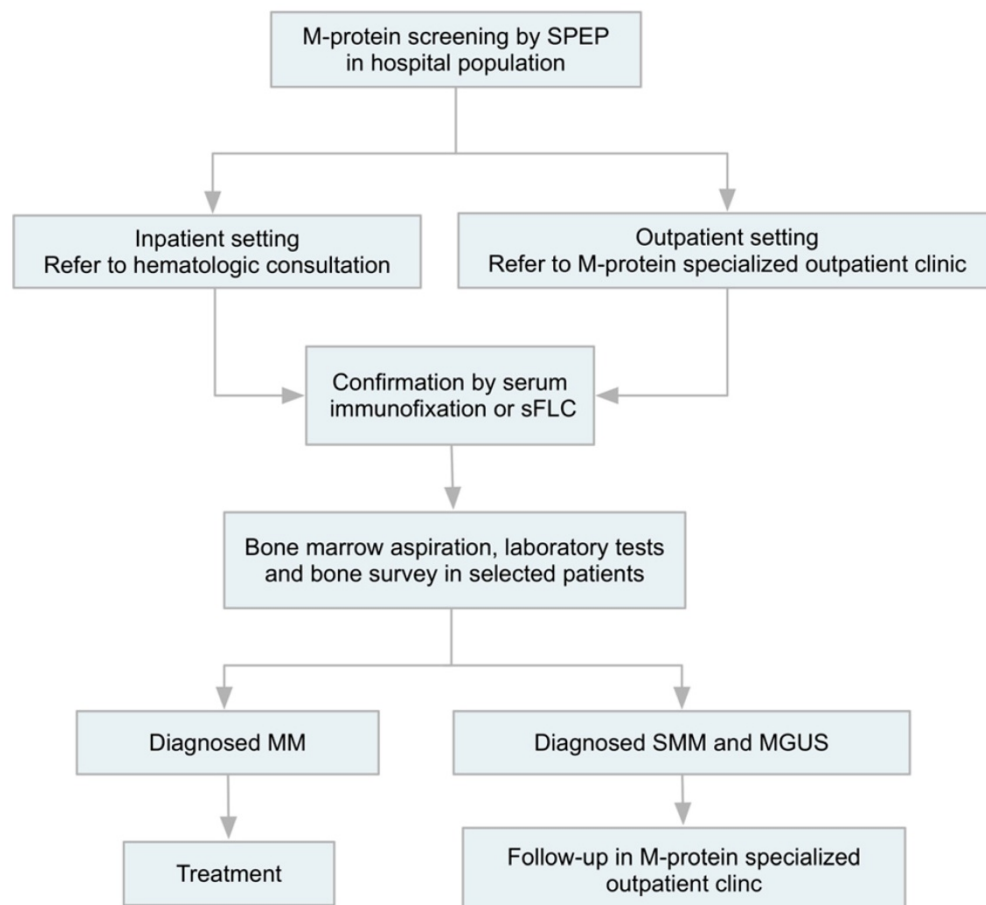 M-protein screening by SPEP
in hospital population
Inpatient setting
Refer to hematologic consultation
Outpatient setting
Refer to M-protein specialized outpatient clinic
Confirmation by serum
immunofixation or sFLC
Bone marrow aspiration, laboratory tests
and bone survey in selected patients
Diagnosed MM
Diagnosed SMM and MGUS
Treatment
Follow-up in M-protein specialized
outpatient clinc